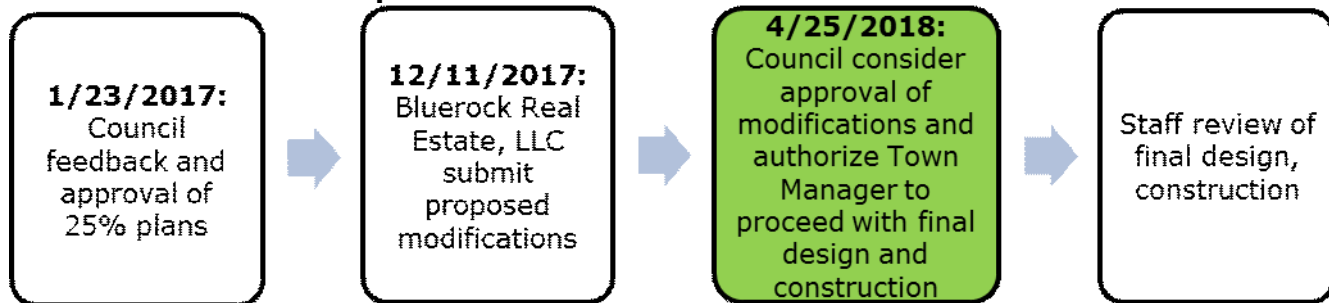 1/23/2017:
Council
feedback and
approval of
25% plans
12/11/2017:
Bluerock Real
Estate, LLC
submit
proposed
modifications
4/25/2018:
Council consider
approval of
modifications and
authorize Town
Manager to
proceed with final
design and
construction
Staff review of
final design,
construction